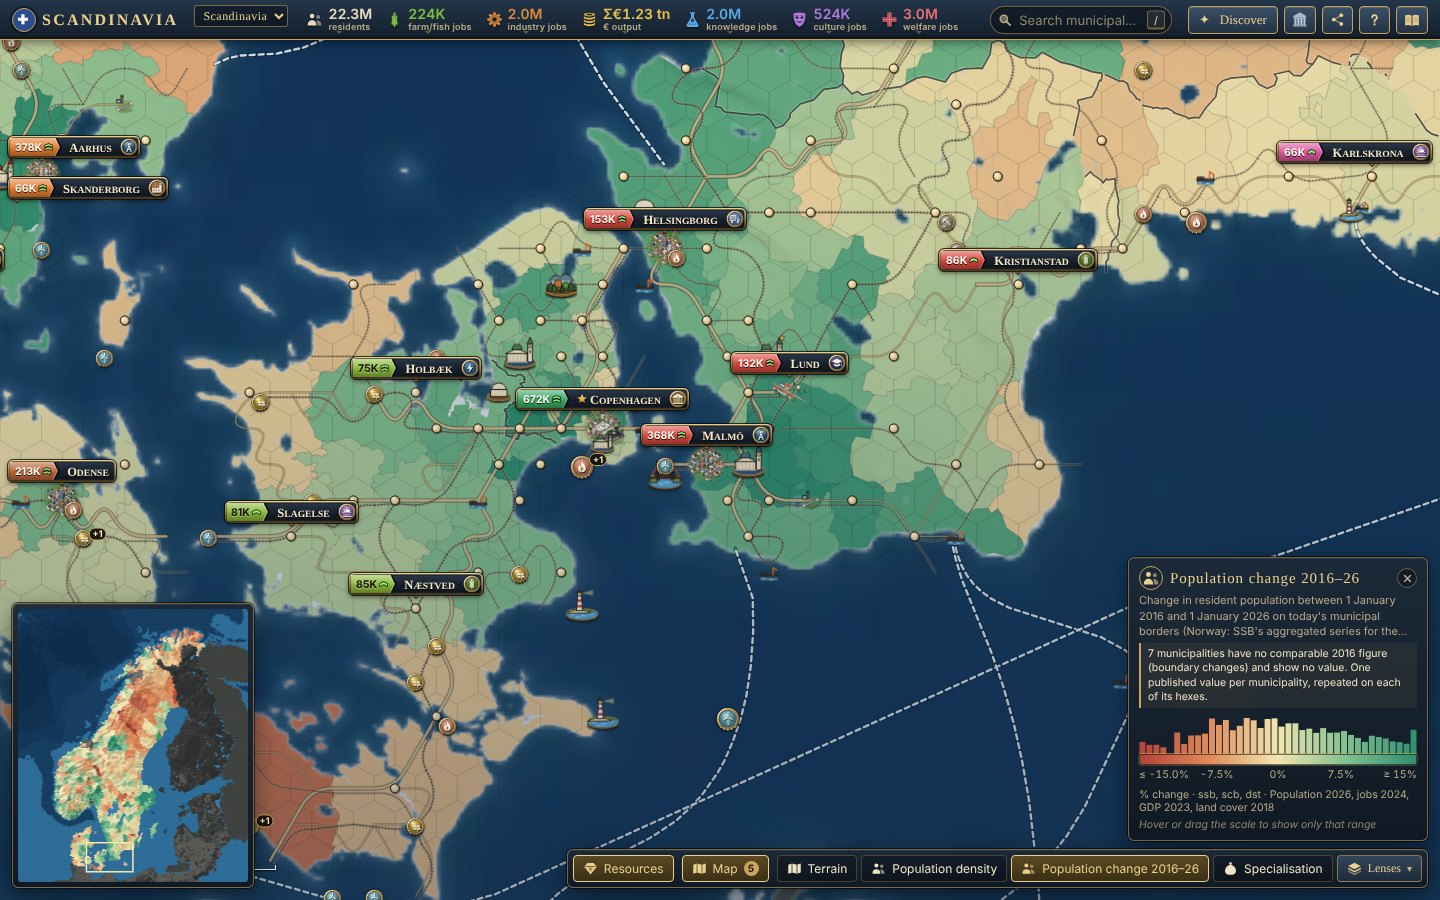 SCANDINAVIA
Scandinavia
22.3M
residents
224K
farm/fish jobs
2.0M
industry jobs
Σ€1.23 tn
€ output
2.0M
knowledge jobs
524K
culture jobs
3.0M
welfare jobs
Search municipal...
/
Discover
?
378K Aarhus
66K Skanderborg
66K Karlskrona
153K Helsingborg
86K Kristianstad
75K Holbæk
132K Lund
672K Copenhagen
368K Malmö
+1
213K Odense
81K Slagelse
+1
85K Næstved
+1
Population change 2016–26
Change in resident population between 1 January
2016 and 1 January 2026 on today's municipal
borders (Norway: SSB's aggregated series for the...
7 municipalities have no comparable 2016 figure
(boundary changes) and show no value. One
published value per municipality, repeated on each
of its hexes.
≤ -15.0% -7.5% 0% 7.5% ≥ 15%
% change · ssb, scb, dst · Population 2026, jobs 2024,
GDP 2023, land cover 2018
Hover or drag the scale to show only that range
Resources
Map 5
Terrain
Population density
Population change 2016–26
Specialisation
Lenses